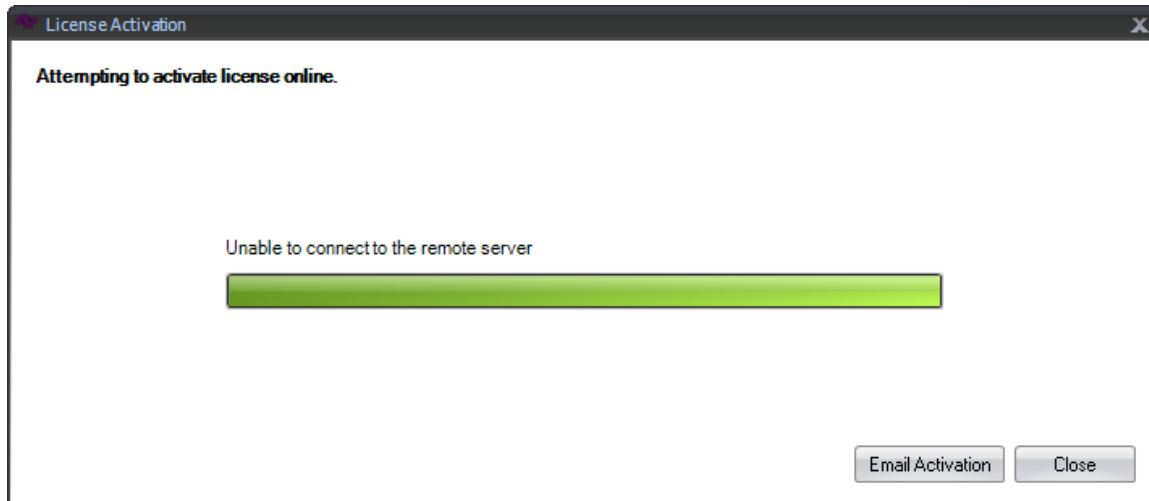 License Activation
X
Attempting to activate license online.
Unable to connect to the remote server
Email Activation
Close